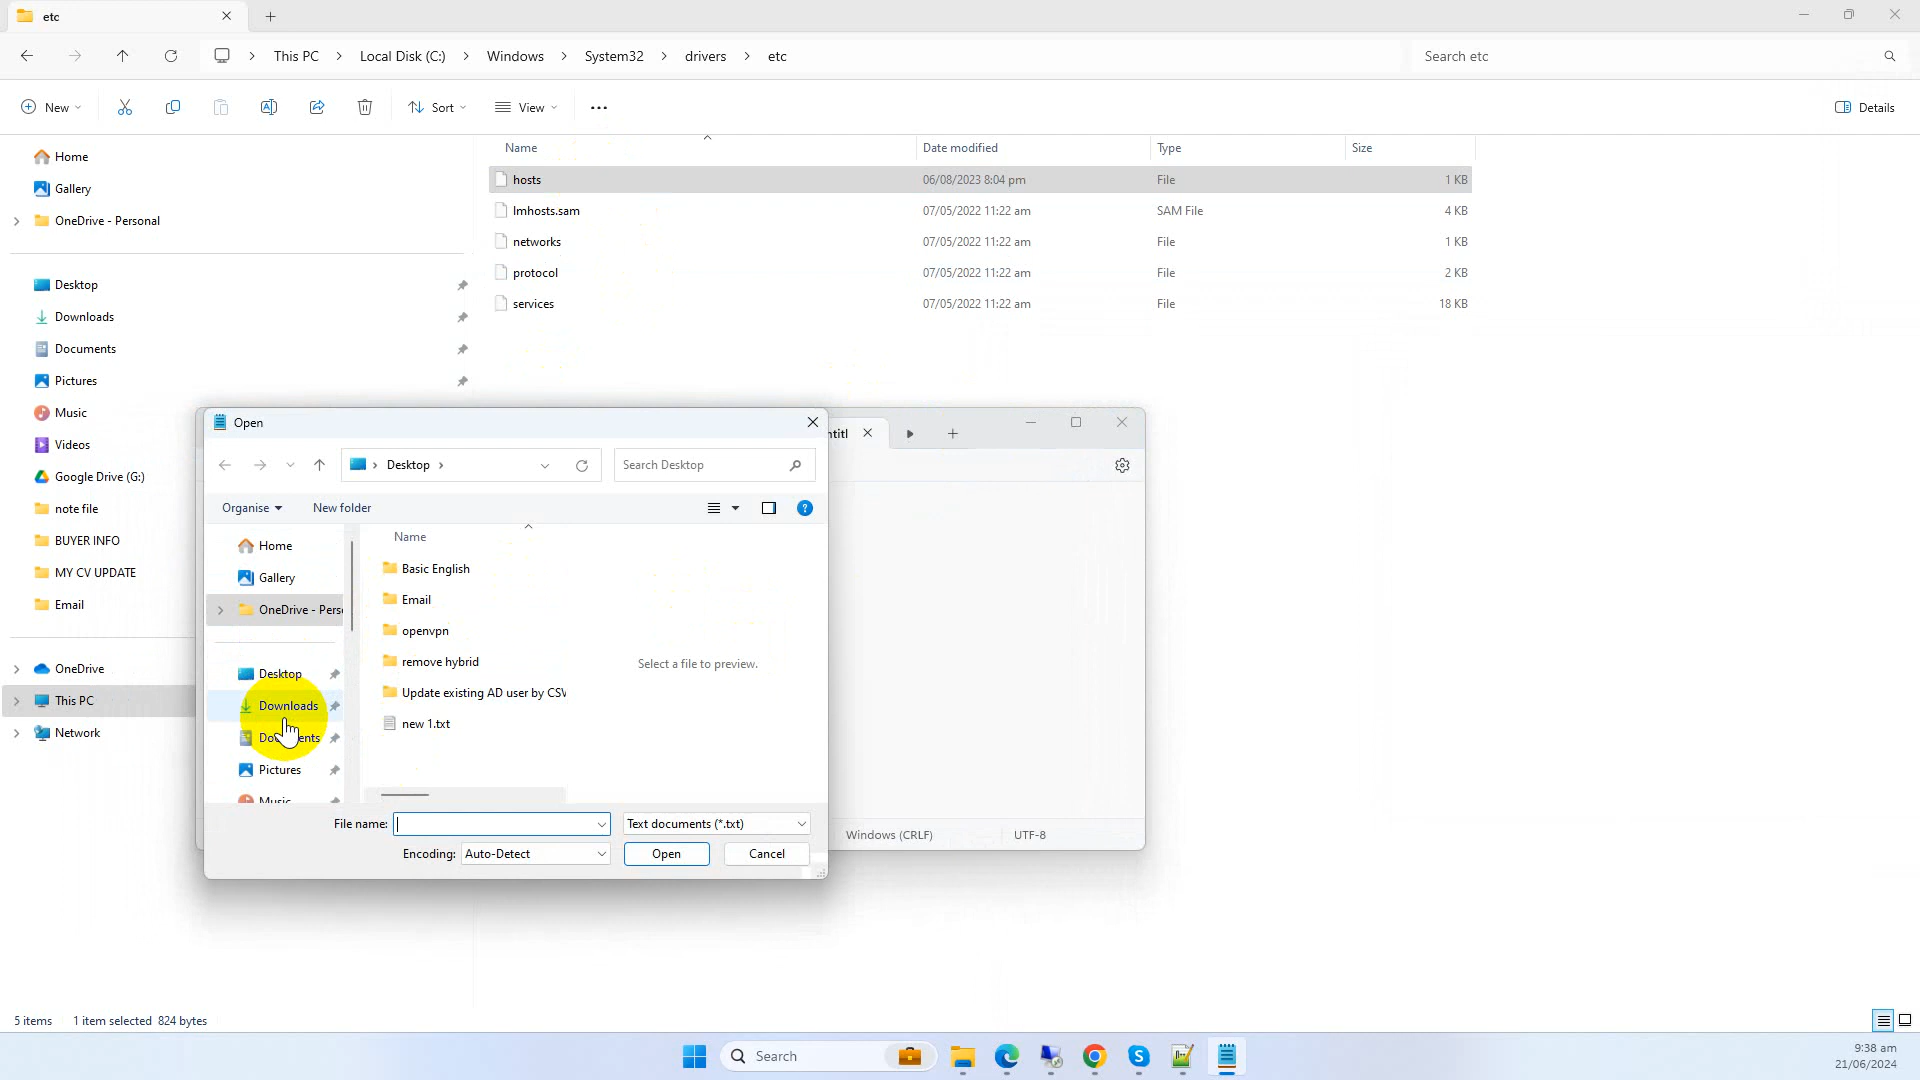 etc
This PC
Local Disk (C:)
Windows
System32
drivers
etc
Search etc
New
Sort
View
Details
Home
Gallery
OneDrive - Personal
Desktop
Downloads
Documents
Pictures
Music
Videos
Google Drive (G:)
note file
BUYER INFO
MY CV UPDATE
Email
OneDrive
This PC
Network
Name Date modified Type Size
hosts 06/08/2023 8:04 pm File 1 KB
lmhosts.sam 07/05/2022 11:22 am SAM File 4 KB
networks 07/05/2022 11:22 am File 1 KB
protocol 07/05/2022 11:22 am File 2 KB
services 07/05/2022 11:22 am File 18 KB
Open
Desktop
Search Desktop
Organise
New folder
Home
Gallery
OneDrive - Pers
Desktop
Downloads
Pictures
Music
Name
Basic English
Email
openvpn
remove hybrid
Update existing AD user by CSV
new 1.txt
Select a file to preview.
File name:
Text documents (*.txt)
Encoding: Auto-Detect
Open
Cancel
ntitl
Windows (CRLF)
UTF-8
5 items 1 item selected 824 bytes
Search
9:38 am
21/06/2024